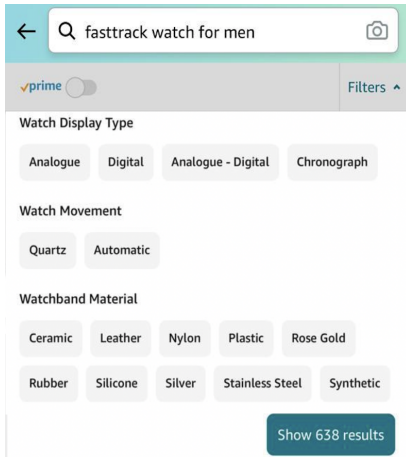 fasttrack watch for men
prime Filters
Watch Display Type
Analogue Digital Analogue - Digital Chronograph
Watch Movement
Quartz Automatic
Watchband Material
Ceramic Leather Nylon Plastic Rose Gold
Rubber Silicone Silver Stainless Steel Synthetic
Show 638 results